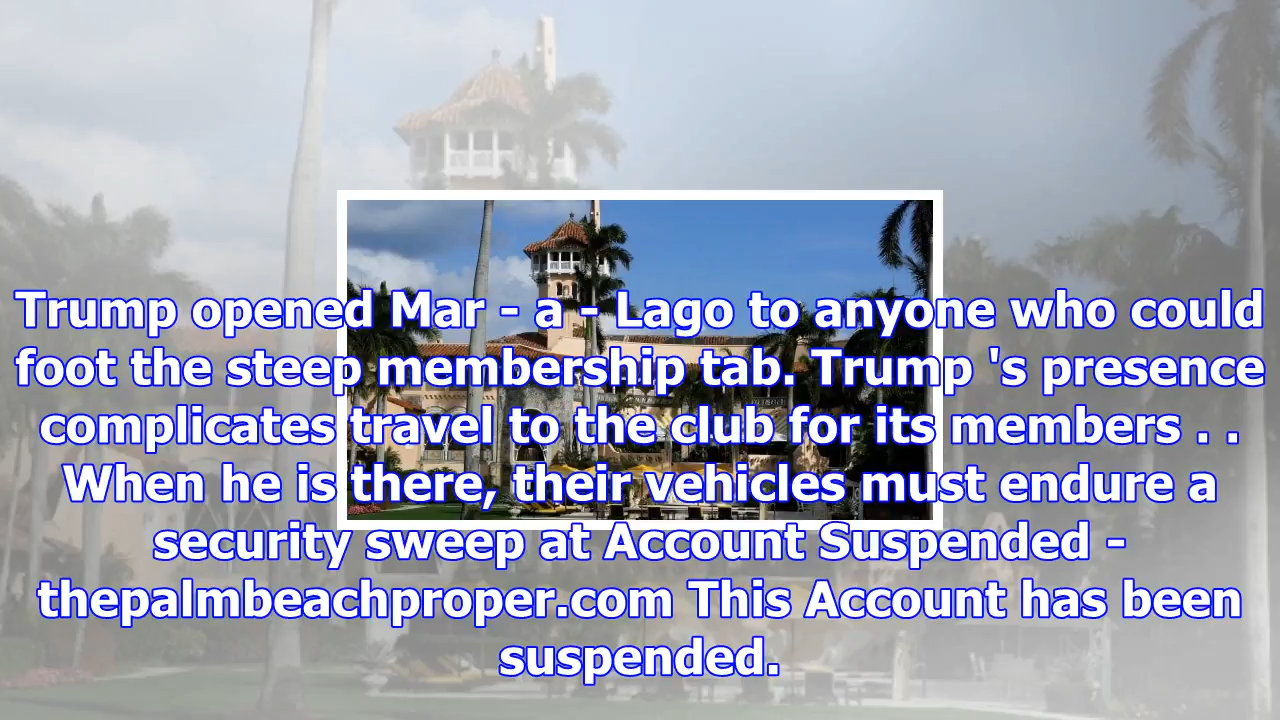 Trump opened Mar - a - Lago to anyone who could
foot the steep membership tab. Trump 's presence
complicates travel to the club for its members . .
When he is there, their vehicles must endure a
security sweep at Account Suspended -
thepalmbeachproper.com This Account has been
suspended.